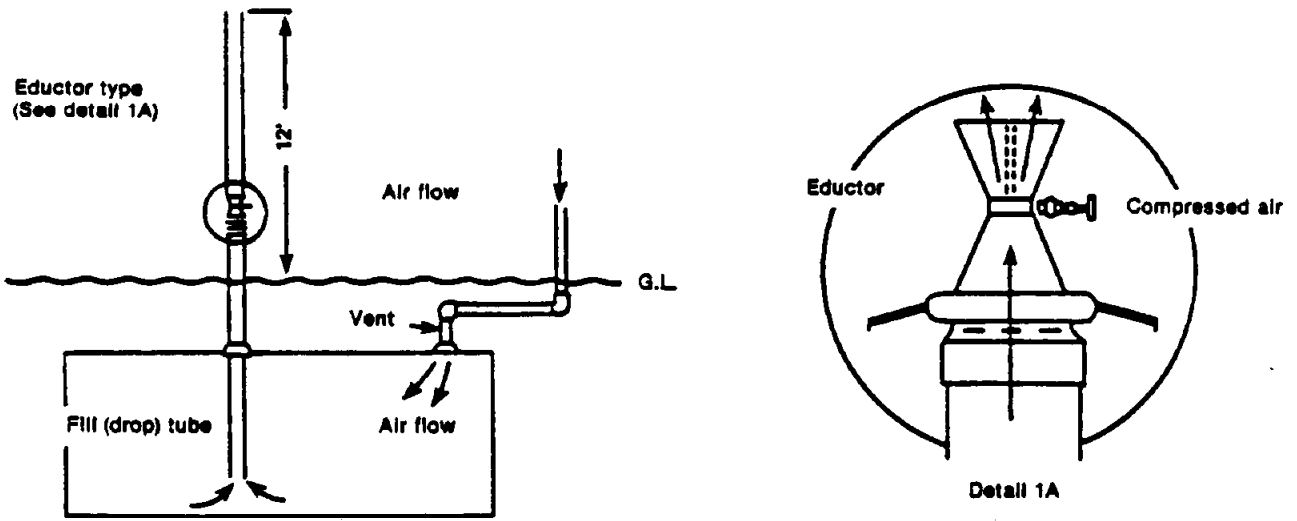 Eductor type
(See detail 1A)
12'
Air flow
G.L.
Vent
Fill (drop) tube
Air flow
Eductor
Compressed air
Detail 1A